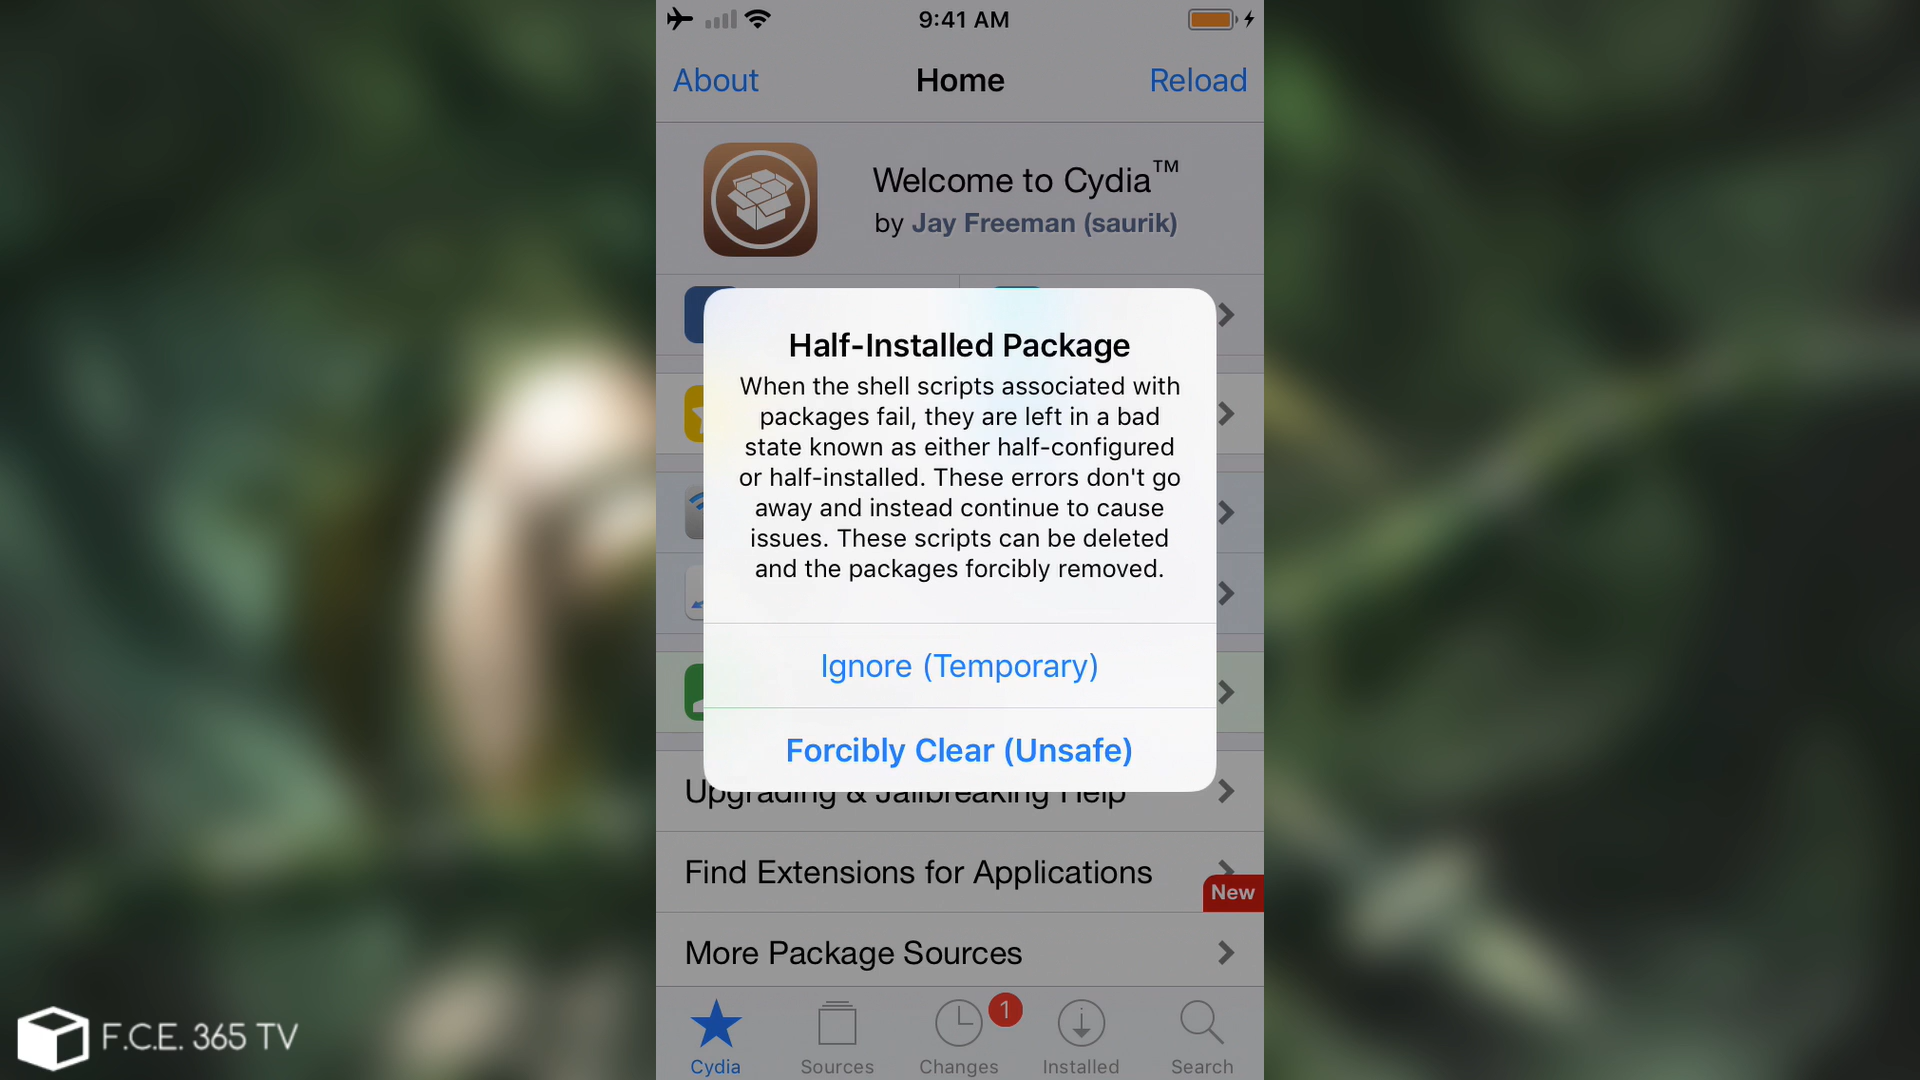 9:41 AM
About
Home
Reload
Welcome to Cydia™
by Jay Freeman (saurik)
Half-Installed Package
When the shell scripts associated with
packages fail, they are left in a bad
state known as either half-configured
or half-installed. These errors don't go
away and instead continue to cause
issues. These scripts can be deleted
and the packages forcibly removed.
Ignore (Temporary)
Forcibly Clear (Unsafe)
Upgrading & Jailbreaking Help
Find Extensions for Applications
New
More Package Sources
1
Cydia
Sources
Changes
Installed
Search
F.C.E. 365 TV